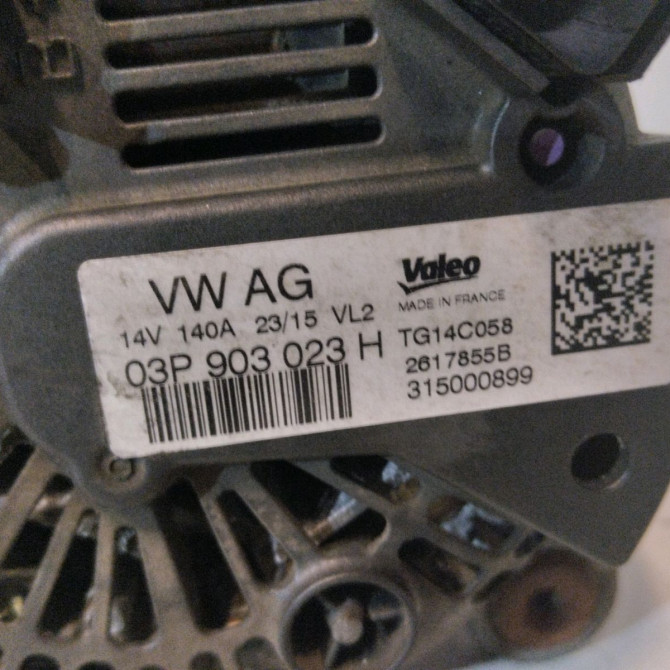 VW AG
14V 140A 23/15 VL2
03P 903 023 H
Valeo
MADE IN FRANCE
TG14C058
2617855B
315000899